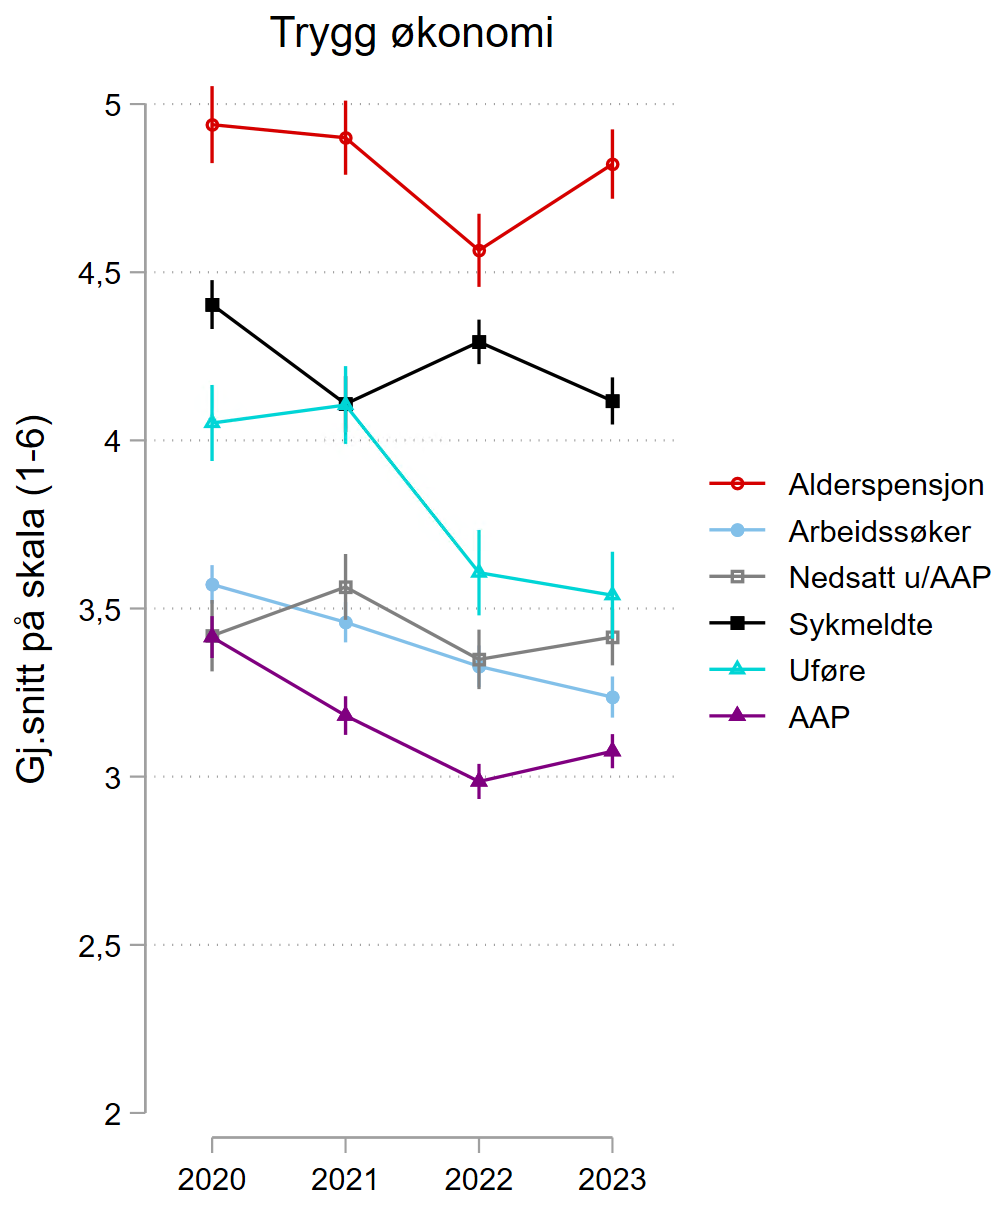 Trygg økonomi
Gj.snitt på skala (1-6)
5
4,5
4
3,5
3
2,5
2
2020 2021 2022 2023
Alderspensjon
Arbeidssøker
Nedsatt u/AAP
Sykmeldte
Uføre
AAP